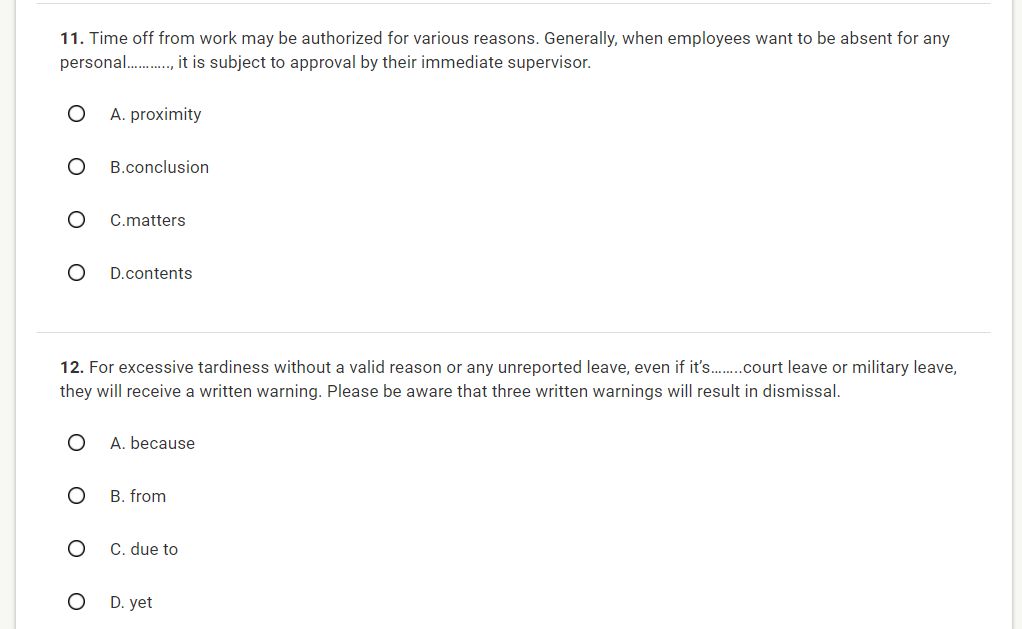 11. Time off from work may be authorized for various reasons. Generally, when employees want to be absent for any
personal..........., it is subject to approval by their immediate supervisor.
A. proximity
B.conclusion
C.matters
D.contents
12. For excessive tardiness without a valid reason or any unreported leave, even if it's........court leave or military leave,
they will receive a written warning. Please be aware that three written warnings will result in dismissal.
A. because
B. from
C. due to
D. yet